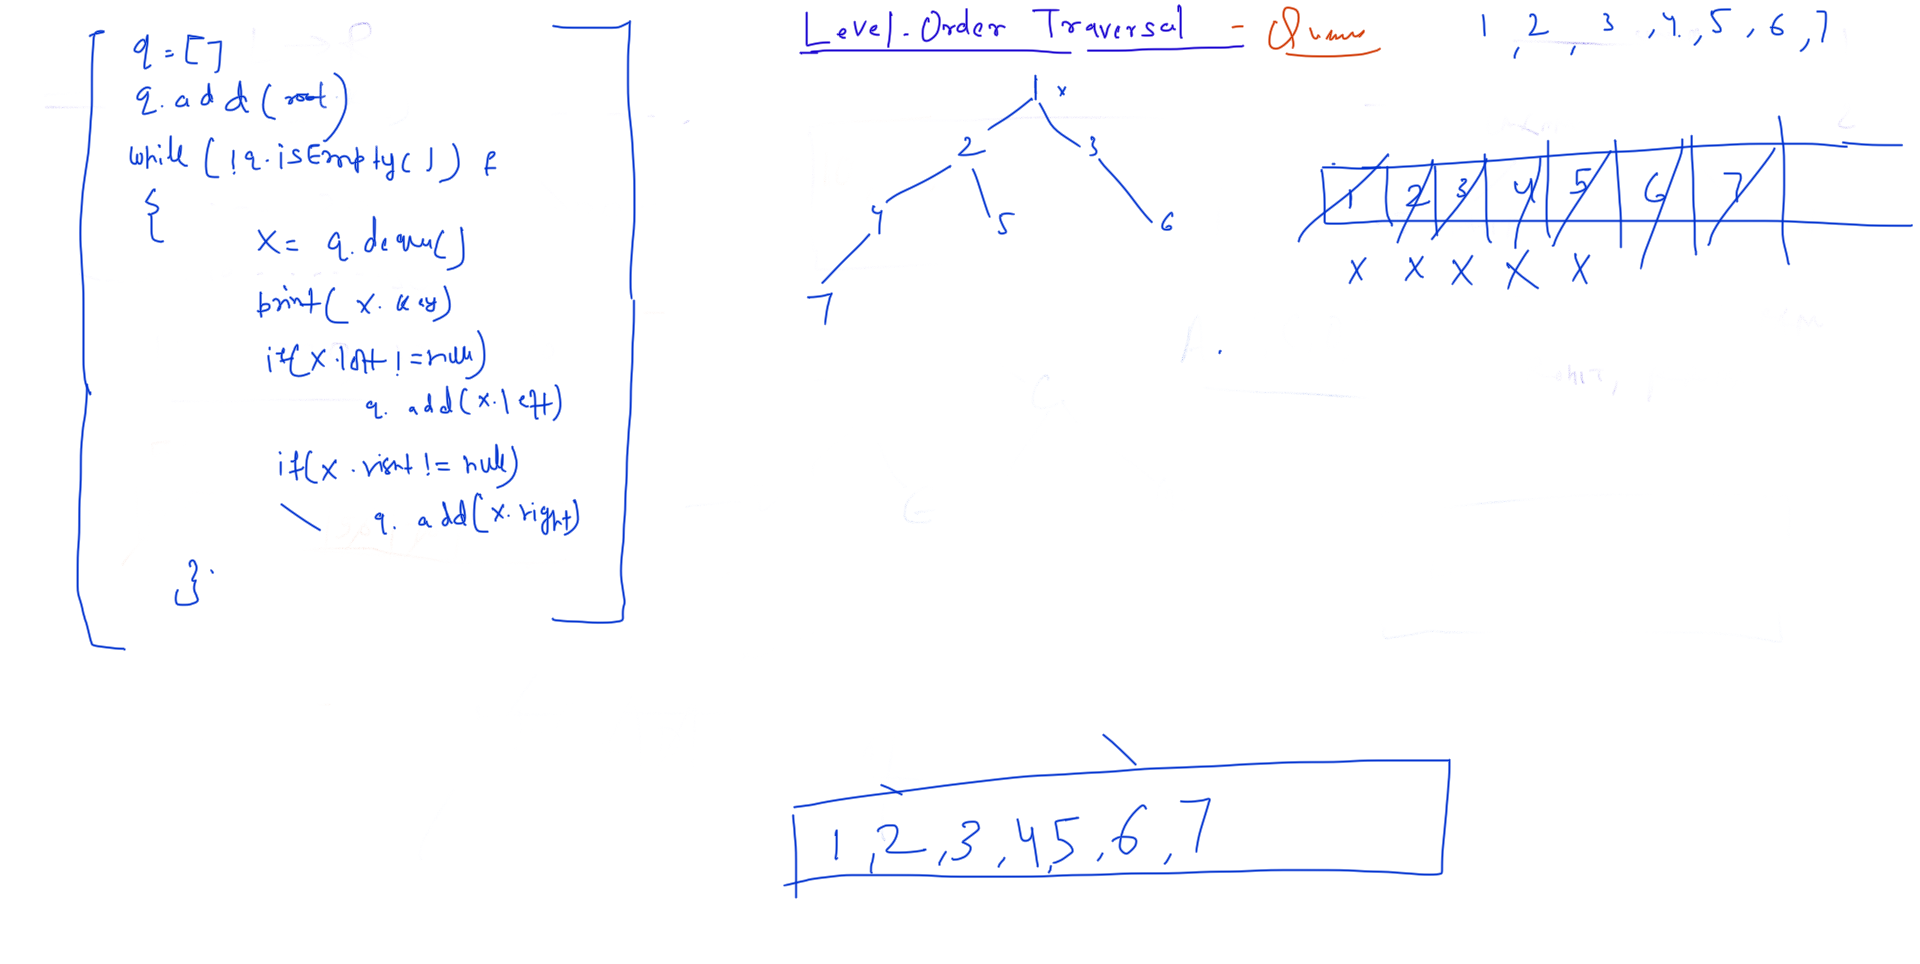 q = []
q. add (root)
while (!q.isEmpty())
{
x = q.dequeue()
print( x. key)
if(x.left != null)
q. add(x.left)
if(x.right != null)
q. add(x.right)
}
Level-Order Traversal - Queue
1, 2, 3, 4, 5, 6, 7
1 x
2 3
4 5 6
7
1 2 3 4 5 6 7
x x x x x
1, 2, 3, 4, 5, 6, 7